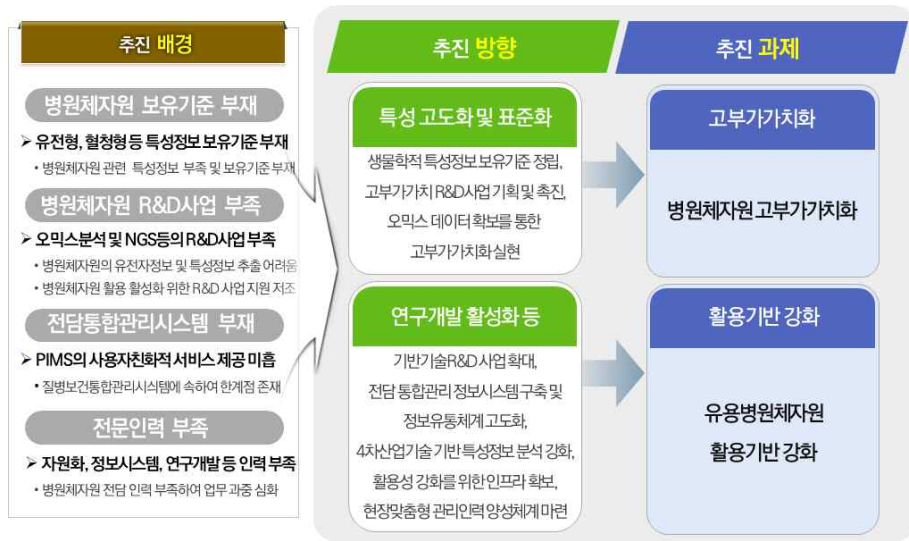 추진 배경
병원체자원 보유기준 부재
➤ 유전형, 혈청형 등 특성정보 보유기준 부재
• 병원체자원 관련 특성정보 부족 및 보유기준 부재
병원체자원 R&D사업 부족
➤ 오믹스분석 및 NGS등의 R&D사업 부족
• 병원체자원의 유전자정보 및 특성정보 추출 어려움
• 병원체자원 활용 활성화 위한 R&D 사업 지원 저조
전담통합관리시스템 부재
➤ PIMS의 사용자친화적 서비스 제공 미흡
• 질병보건통합관리시스템에 속하여 한계점 존재
전문인력 부족
➤ 자원화, 정보시스템, 연구개발 등 인력 부족
• 병원체자원 전담 인력 부족하여 업무 과중 심화
추진 방향
특성 고도화 및 표준화
생물학적 특성정보 보유기준 정립,
고부가가치 R&D사업 기획 및 촉진,
오믹스 데이터 확보를 통한
고부가가치화 실현
연구개발 활성화 등
기반기술R&D 사업 확대,
전담 통합관리 정보시스템 구축 및
정보유통체계 고도화,
4차산업기술 기반 특성정보 분석 강화,
활용성 강화를 위한 인프라 확보,
현장맞춤형 관리인력 양성체계 마련
추진 과제
고부가가치화
병원체자원 고부가가치화
활용기반 강화
유용병원체자원
활용기반 강화